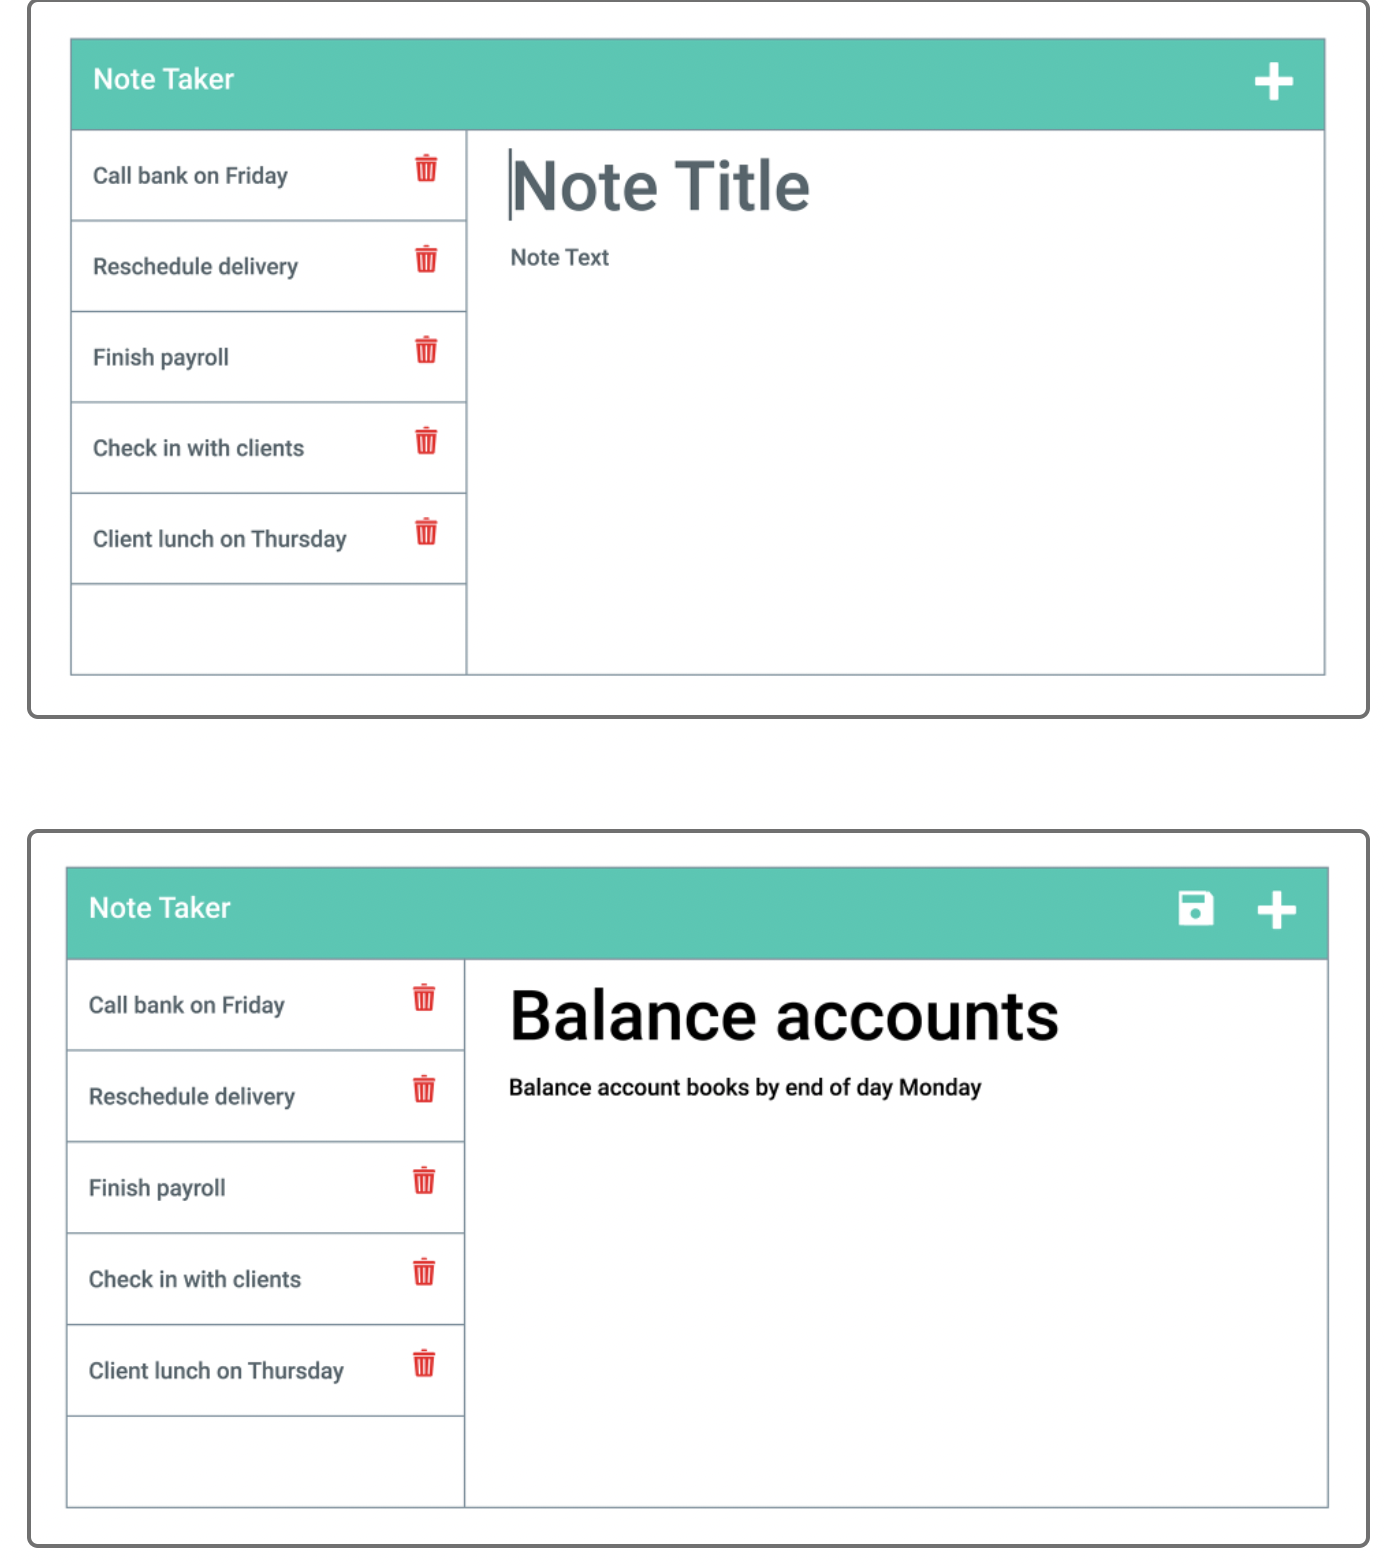 Note Taker
Call bank on Friday
Reschedule delivery
Finish payroll
Check in with clients
Client lunch on Thursday
Note Title
Note Text
Note Taker
Call bank on Friday
Reschedule delivery
Finish payroll
Check in with clients
Client lunch on Thursday
Balance accounts
Balance account books by end of day Monday